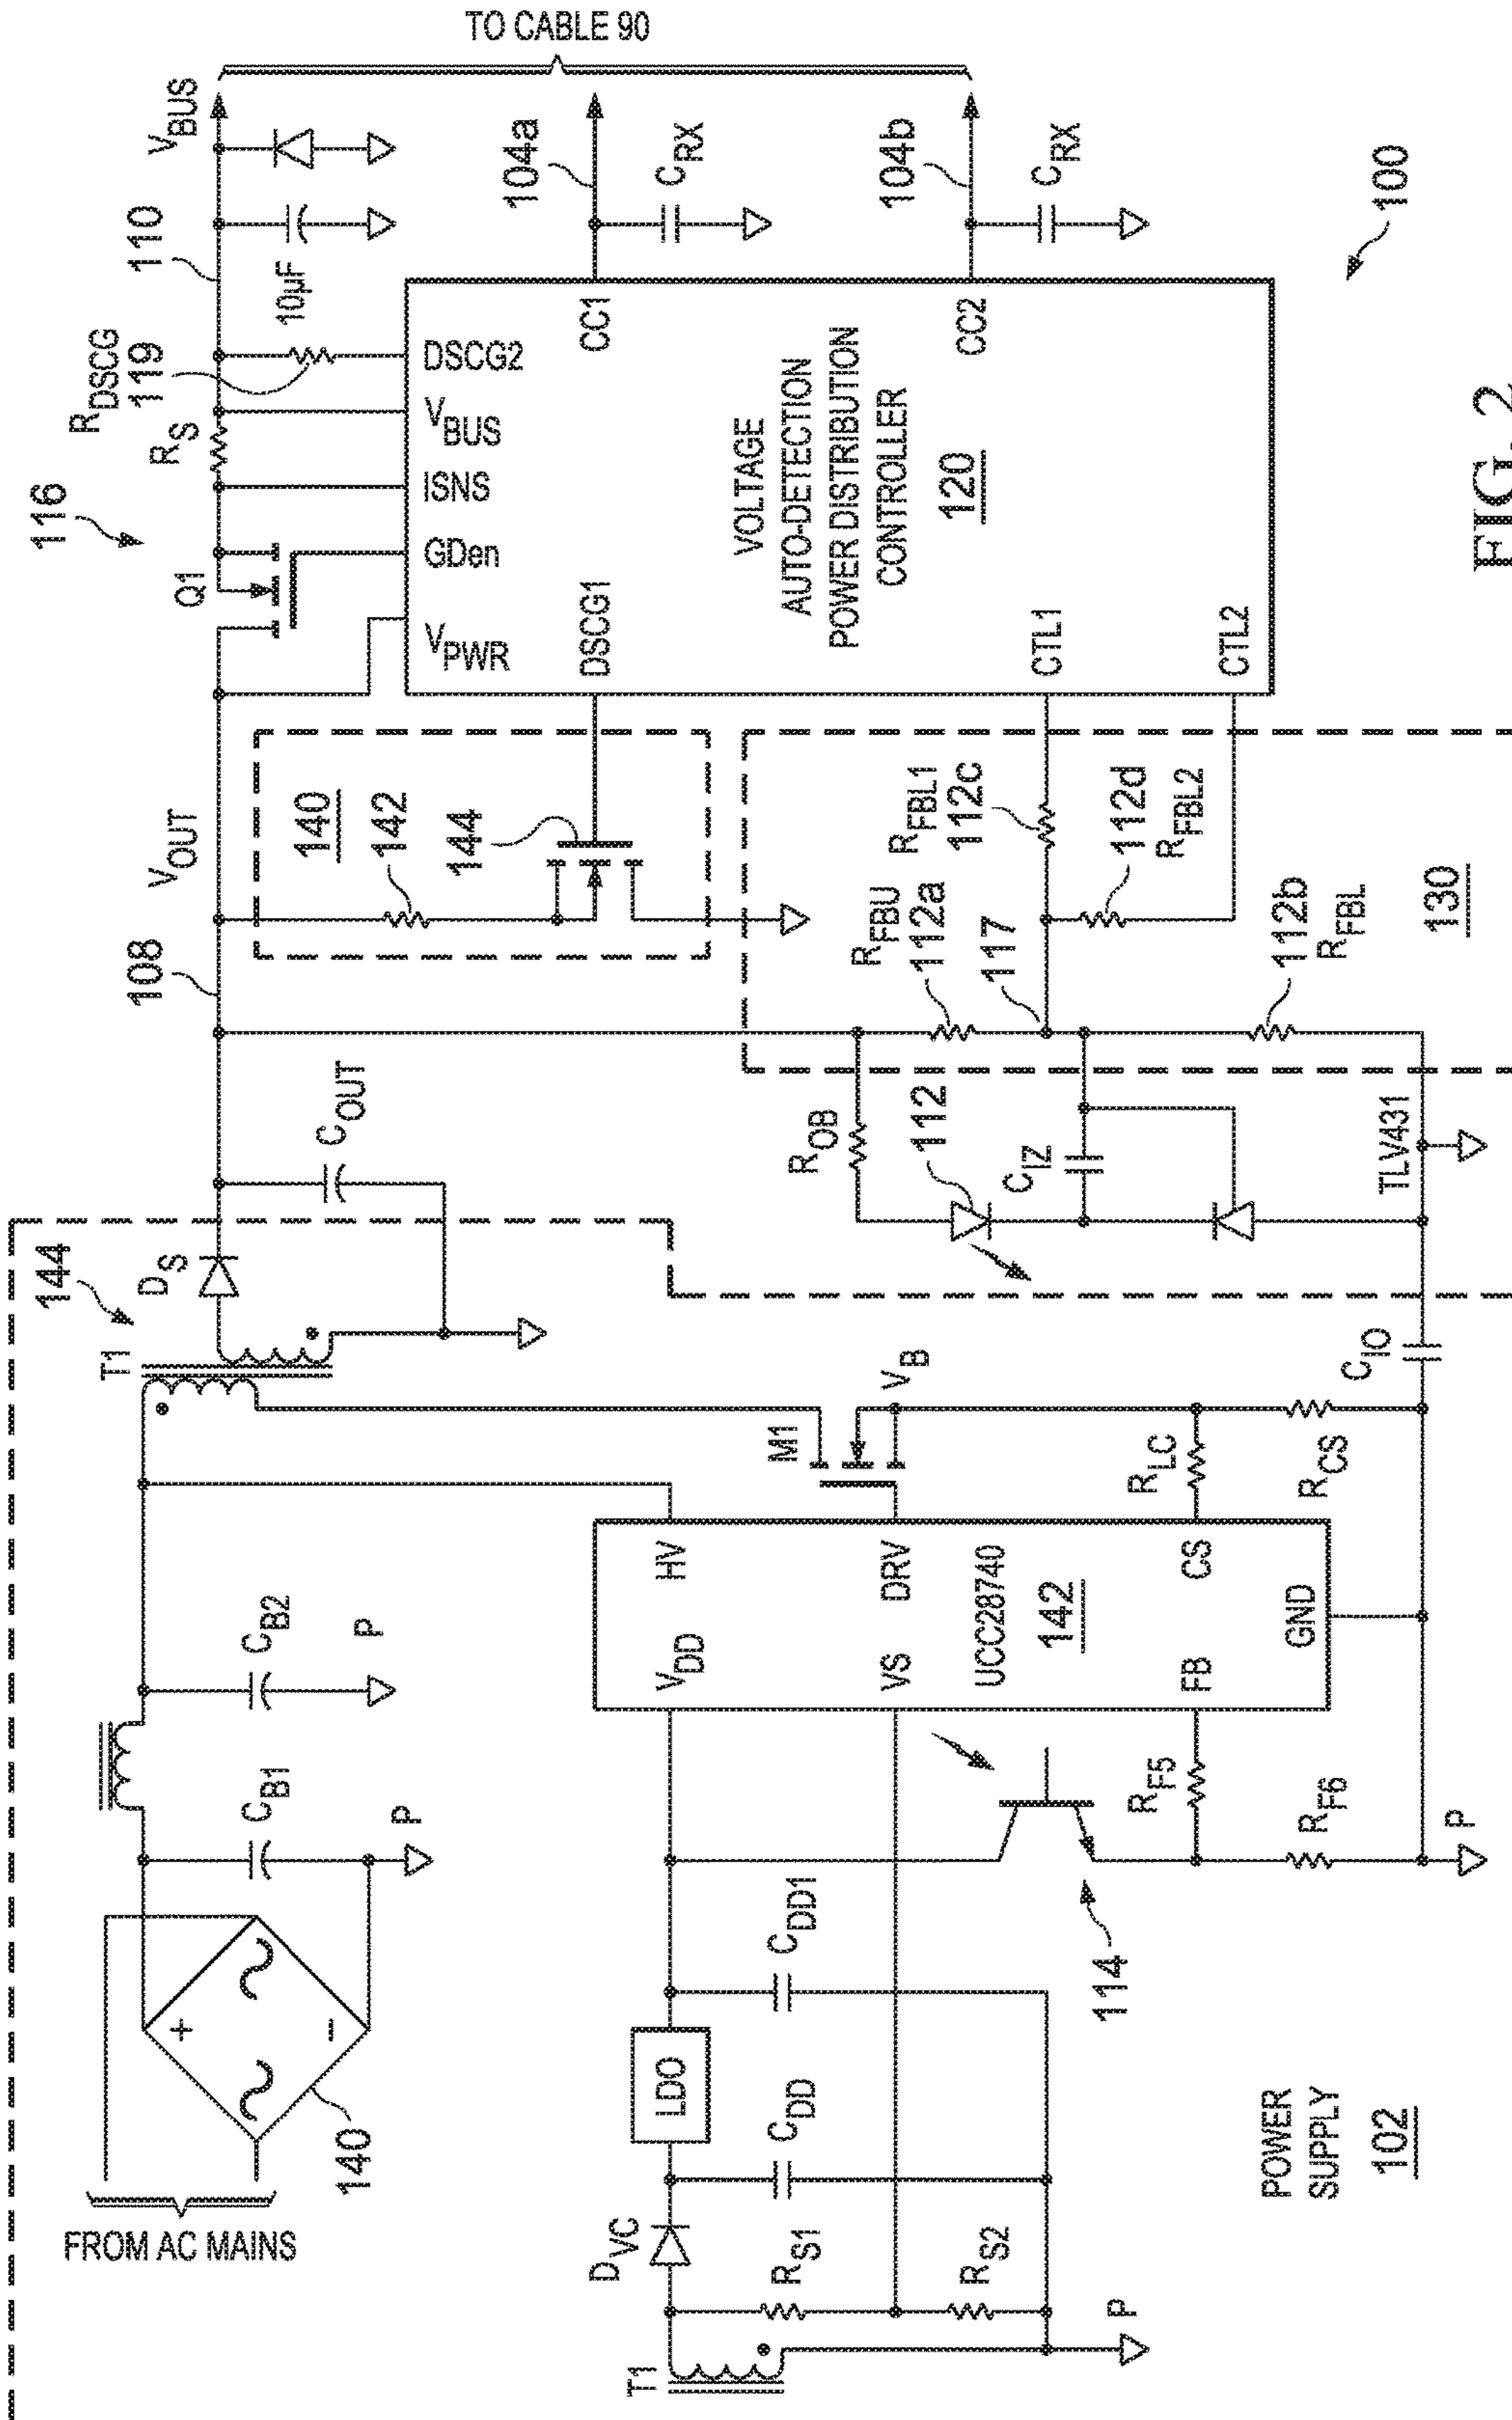 TO CABLE 90
116
RDSCG
119
110
RS
VBUS
10µF
Q1
104a
CRX
104b
CRX
100
VPWR
GDen
ISNS
VBUS
DSCG2
DSCG1
CC1
CC2
VOLTAGE
AUTO-DETECTION
POWER DISTRIBUTION
CONTROLLER
120
CTL1
CTL2
FIG. 2
VOUT
108
140
142
144
RFBL1
112c
112d
RFBL2
RFBU
112a
117
112b
RFBL
130
COUT
ROB
112
CIZ
TLV431
144
DS
T1
M1
VB
RLC
RCS
CIO
CB2
P
CB1
P
HV
VDD
DRV
VS
UCC28740
142
CS
FB
GND
RF5
RF6
P
114
+
−
140
FROM AC MAINS
CDD1
LDO
CDD
DVC
RS1
RS2
T1
P
POWER
SUPPLY
102